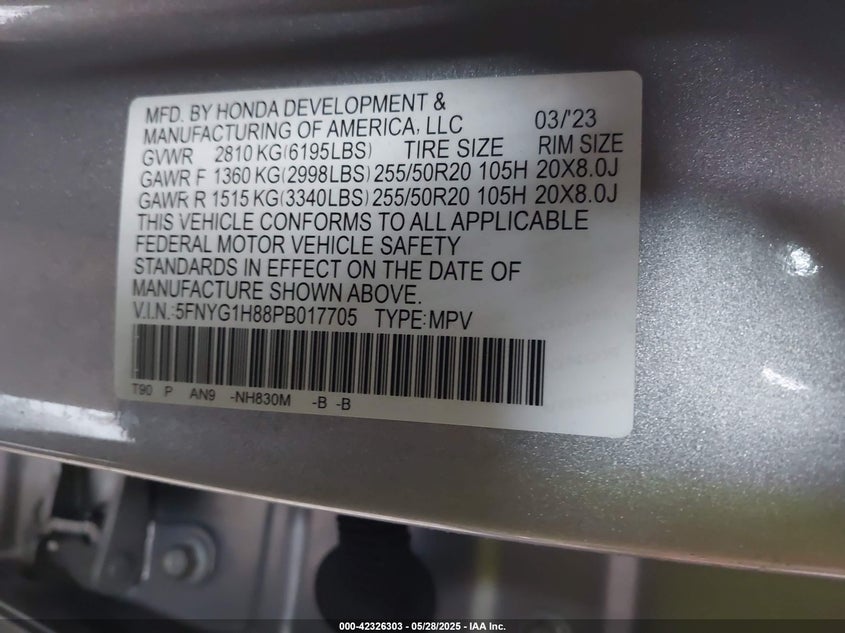 MFD. BY HONDA DEVELOPMENT &
MANUFACTURING OF AMERICA, LLC 03/'23
GVWR 2810 KG(6195LBS) TIRE SIZE RIM SIZE
GAWR F 1360 KG(2998LBS) 255/50R20 105H 20X8.0J
GAWR R 1515 KG(3340LBS) 255/50R20 105H 20X8.0J
THIS VEHICLE CONFORMS TO ALL APPLICABLE
FEDERAL MOTOR VEHICLE SAFETY
STANDARDS IN EFFECT ON THE DATE OF
MANUFACTURE SHOWN ABOVE.
V.I.N.: 5FNYG1H88PB017705 TYPE: MPV
T90 P AN9 -NH830M -B -B
000-42326303 - 05/28/2025 - IAA Inc.